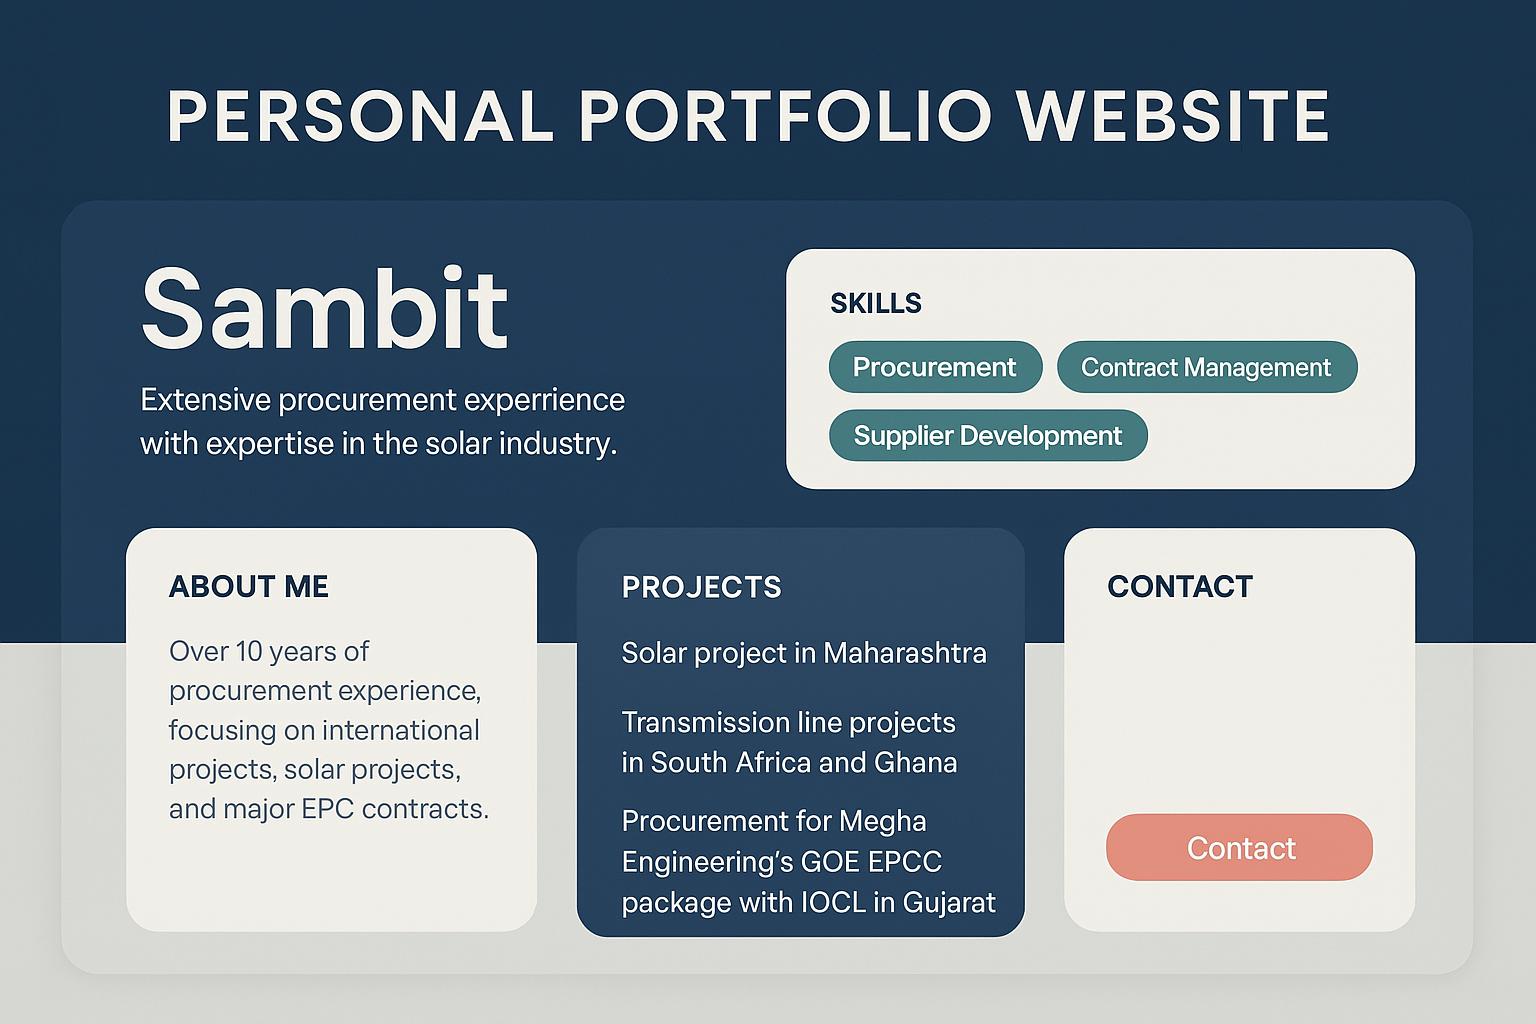 PERSONAL PORTFOLIO WEBSITE
Sambit
Extensive procurement experrience
with expertise in the solar industry.
SKILLS
Procurement
Contract Management
Supplier Development
ABOUT ME
Over 10 years of
procurement experience,
focusing on international
projects, solar projects,
and major EPC contracts.
PROJECTS
Solar project in Maharashtra
Transmission line projects
in South Africa and Ghana
Procurement for Megha
Engineering’s GOE EPCC
package with IOCL in Gujarat
CONTACT
Contact